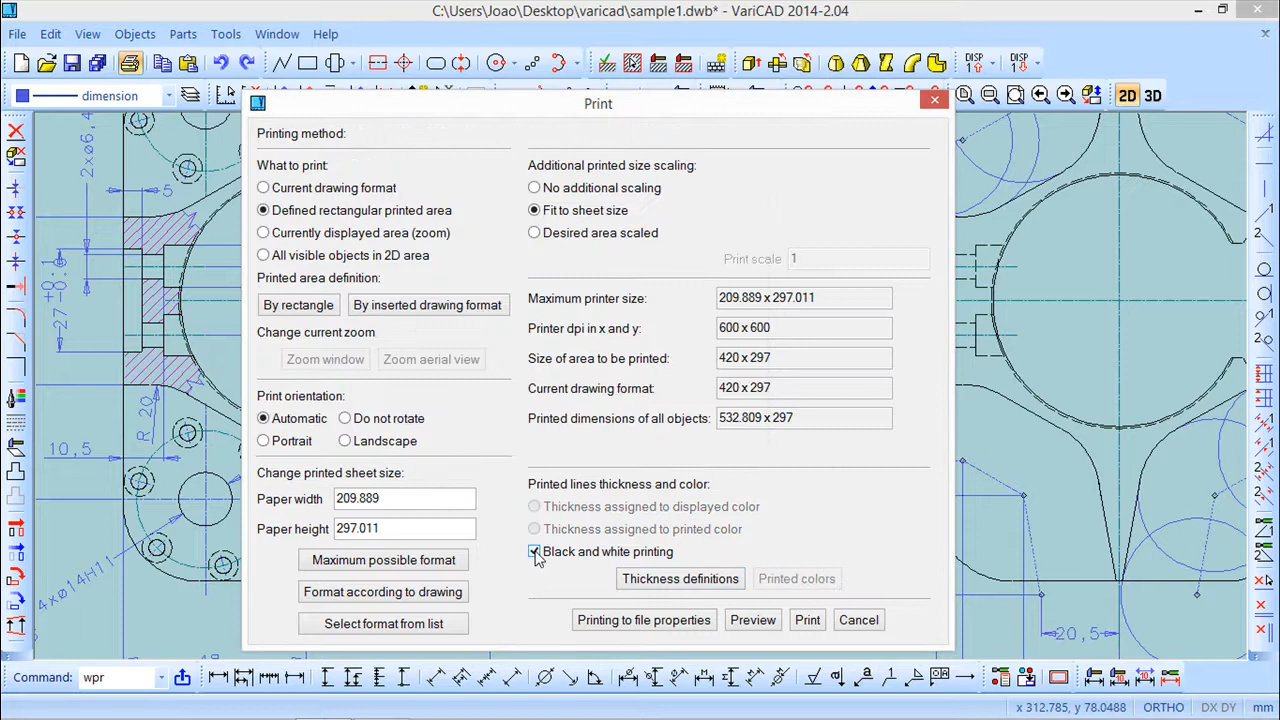 C:\Users\Joao\Desktop\varicad\sample1.dwb* - VariCAD 2014-2.04
File Edit View Objects Parts Tools Window Help
DISP DISP
dimension
2D 3D
Print
Printing method:
What to print:
Current drawing format
Defined rectangular printed area
Currently displayed area (zoom)
All visible objects in 2D area
Printed area definition:
By rectangle By inserted drawing format
Change current zoom
Zoom window Zoom aerial view
Print orientation:
Automatic Do not rotate
Portrait Landscape
Change printed sheet size:
Paper width 209.889
Paper height 297.011
Maximum possible format
Format according to drawing
Select format from list
Additional printed size scaling:
No additional scaling
Fit to sheet size
Desired area scaled
Print scale 1
Maximum printer size: 209.889 x 297.011
Printer dpi in x and y: 600 x 600
Size of area to be printed: 420 x 297
Current drawing format: 420 x 297
Printed dimensions of all objects: 532.809 x 297
Printed lines thickness and color:
Thickness assigned to displayed color
Thickness assigned to printed color
Black and white printing
Thickness definitions Printed colors
Printing to file properties Preview Print Cancel
2xø6,4
5
R 20
10,5
4xø14H11
20,5
Command: wpr
x 312.785, y 78.0488 ORTHO DX DY mm